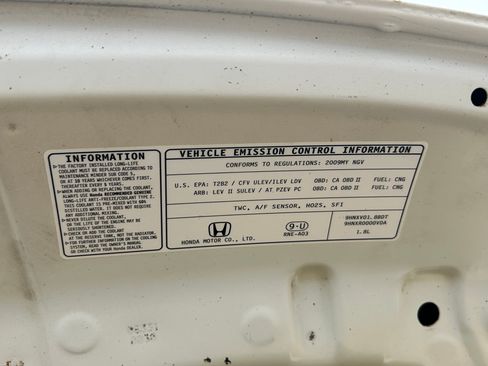 INFORMATION
THE FACTORY INSTALLED LONG-LIFE
COOLANT MUST BE REPLACED ACCORDING TO
MAINTENANCE MINDER SUB CODE 5,
OR AT 10 YEARS WHICHEVER COMES FIRST,
THEREAFTER EVERY 5 YEARS.
WHEN ADDING OR REPLACING THE COOLANT,
ALWAYS USE Honda RECOMMENDED GENUINE
LONG-LIFE ANTI-FREEZE/COOLANT TYPE 2.
THIS COOLANT IS PRE-MIXED WITH 50%
DISTILLED WATER, IT DOES NOT REQUIRE
ANY ADDITIONAL MIXING.
NEVER DILUTE THE COOLANT,
OR THE LIFE OF THE ENGINE MAY BE
SERIOUSLY SHORTENED.
CHECK OR ADD THE COOLANT
AT THE RESERVE TANK, NOT THE RADIATOR.
FOR FURTHER INFORMATION ON THE COOLING
SYSTEM, READ THE OWNER'S MANUAL
OR CHECK WITH YOUR Honda DEALER.
VEHICLE EMISSION CONTROL INFORMATION
CONFORMS TO REGULATIONS: 2009MY NGV
U.S. EPA: T2B2 / CFV ULEV/ILEV LDV OBD: CA OBD II FUEL: CNG
ARB: LEV II SULEV / AT PZEV PC OBD: CA OBD II FUEL: CNG
TWC, A/F SENSOR, HO2S, SFI
HONDA MOTOR CO., LTD.
9-U
RNE-A03
9HNXV01.8BDT
9HNXR0000VDA
1.8L